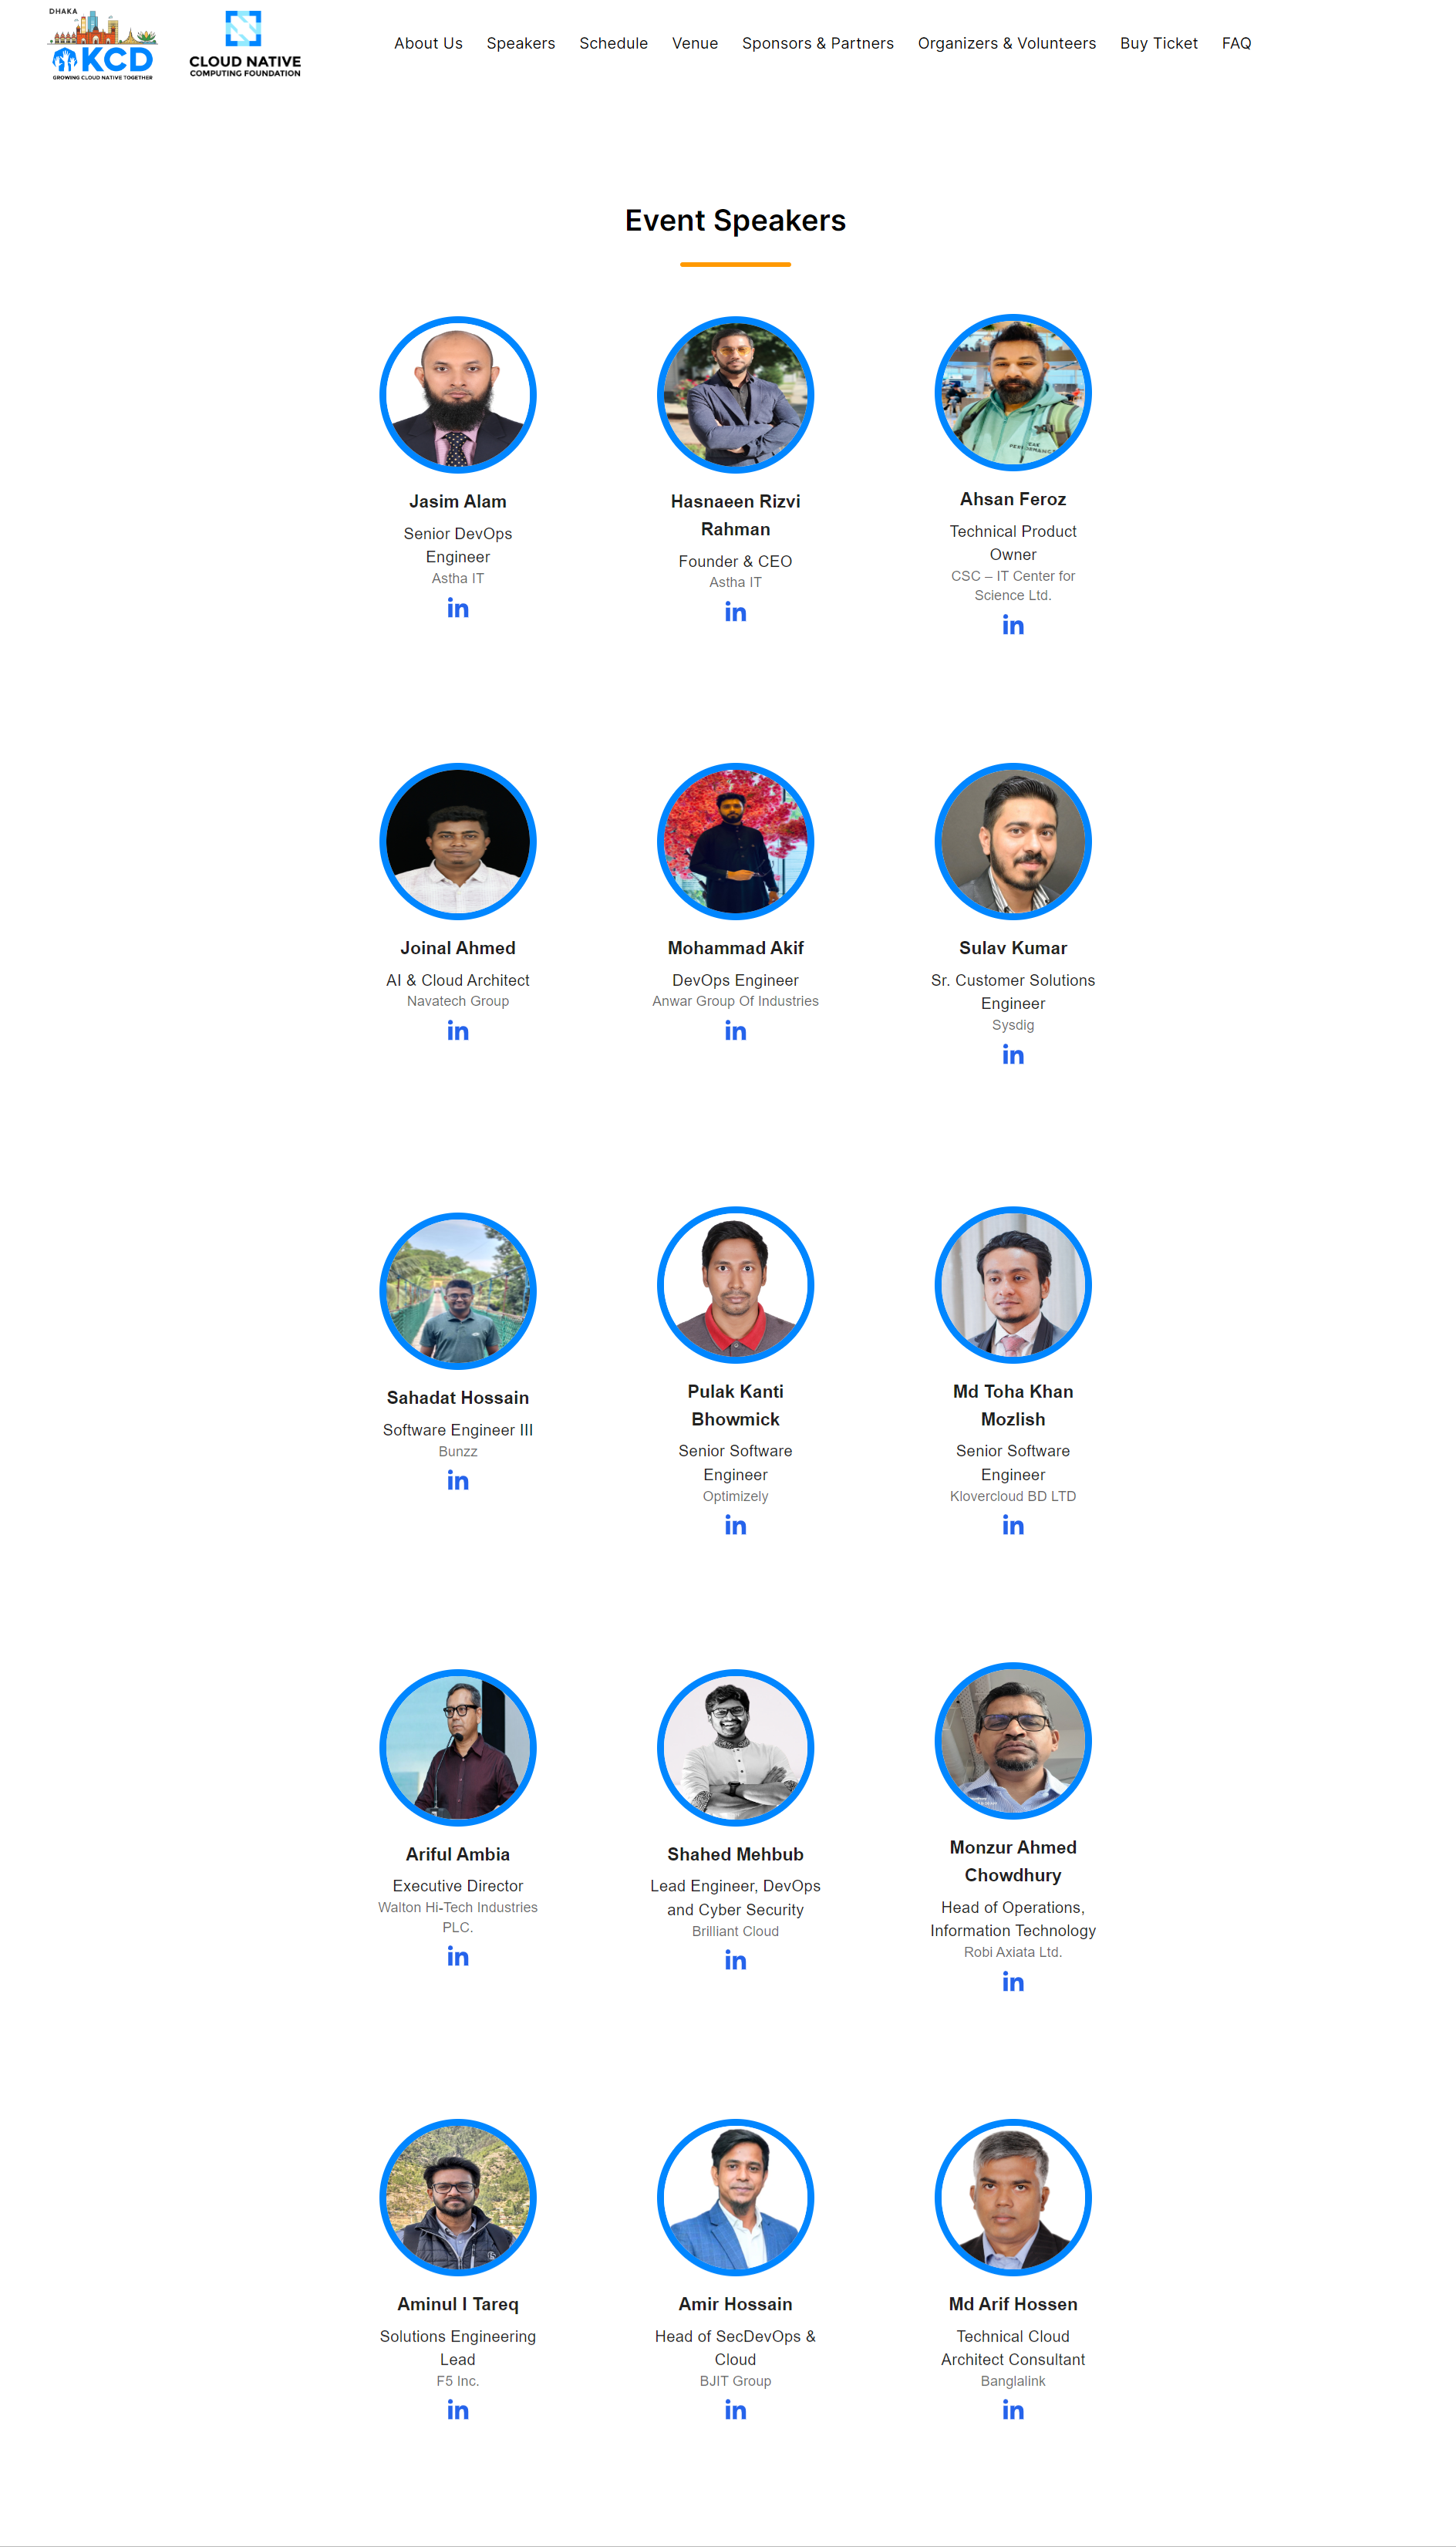 DHAKA
KCD
GROWING CLOUD NATIVE TOGETHER
CLOUD NATIVE
COMPUTING FOUNDATION
About Us Speakers Schedule Venue Sponsors & Partners Organizers & Volunteers Buy Ticket FAQ
Event Speakers
Jasim Alam
Senior DevOps
Engineer
Astha IT
in
Hasnaeen Rizvi
Rahman
Founder & CEO
Astha IT
in
PEAK
PERFORMANCE
Ahsan Feroz
Technical Product
Owner
CSC – IT Center for
Science Ltd.
in
Joinal Ahmed
AI & Cloud Architect
Navatech Group
in
Mohammad Akif
DevOps Engineer
Anwar Group Of Industries
in
Sulav Kumar
Sr. Customer Solutions
Engineer
Sysdig
in
Sahadat Hossain
Software Engineer III
Bunzz
in
Pulak Kanti
Bhowmick
Senior Software
Engineer
Optimizely
in
Md Toha Khan
Mozlish
Senior Software
Engineer
Klovercloud BD LTD
in
Ariful Ambia
Executive Director
Walton Hi-Tech Industries
PLC.
in
Shahed Mehbub
Lead Engineer, DevOps
and Cyber Security
Brilliant Cloud
in
Monzur Ahmed
Chowdhury
Head of Operations,
Information Technology
Robi Axiata Ltd.
in
Aminul I Tareq
Solutions Engineering
Lead
F5 Inc.
in
Amir Hossain
Head of SecDevOps &
Cloud
BJIT Group
in
Md Arif Hossen
Technical Cloud
Architect Consultant
Banglalink
in